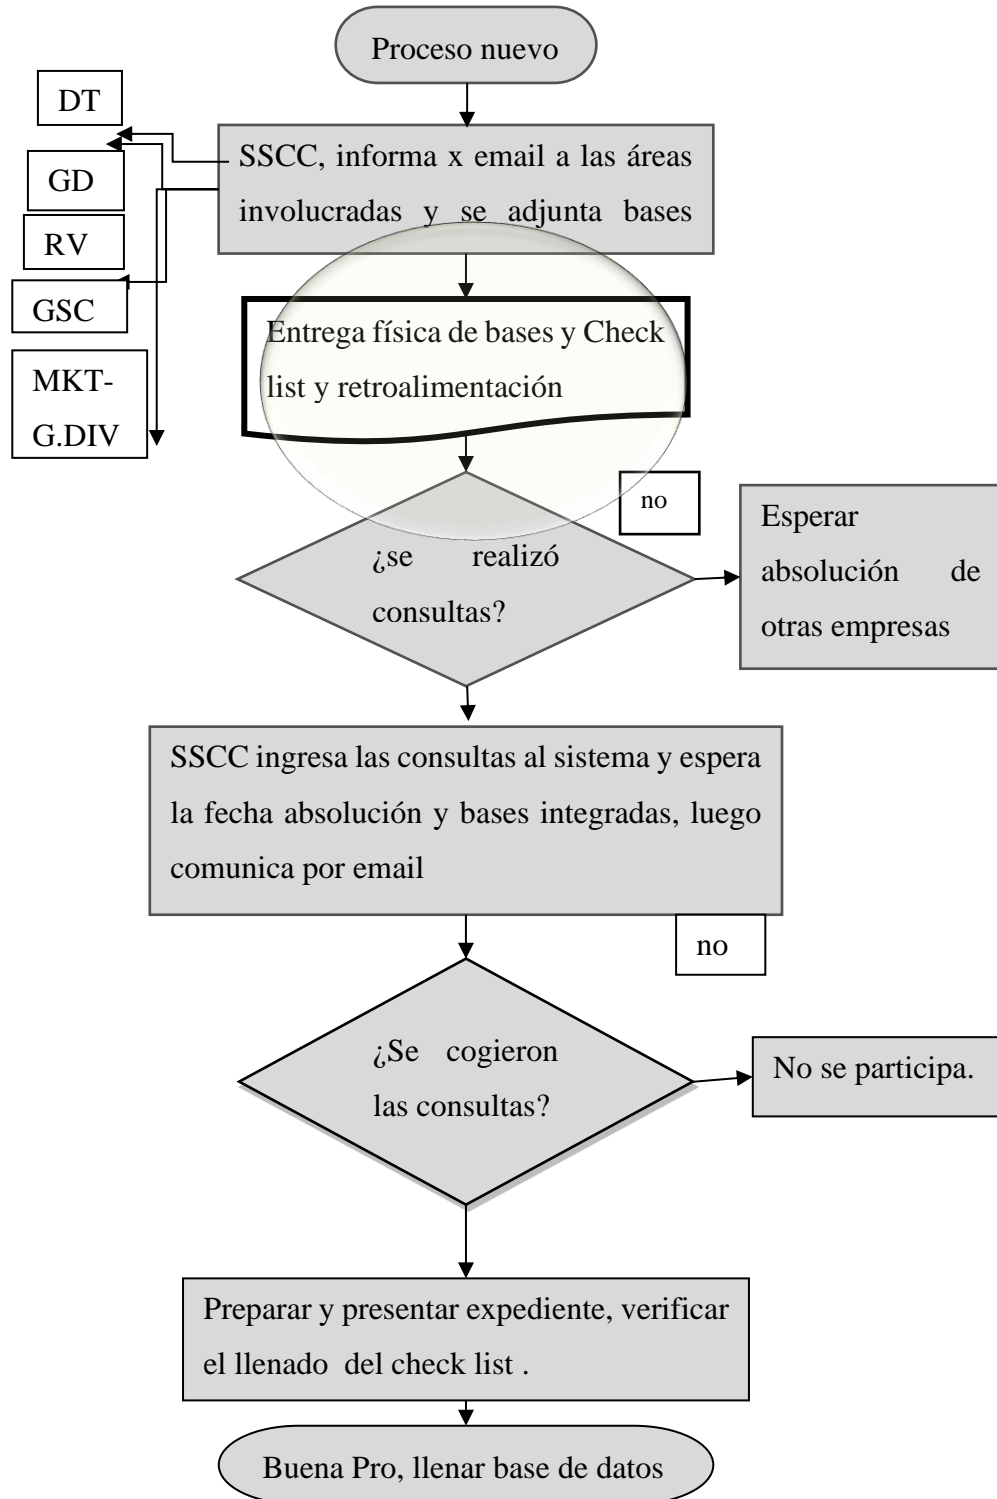 Proceso nuevo
DT
SSCC, informa x email a las áreas
involucradas y se adjunta bases
GD
RV
GSC
MKT-
G.DIV
Entrega física de bases y Check
list y retroalimentación
no
¿se realizó
consultas?
Esperar
absolución de
otras empresas
SSCC ingresa las consultas al sistema y espera
la fecha absolución y bases integradas, luego
comunica por email
no
¿Se cogieron
las consultas?
No se participa.
Preparar y presentar expediente, verificar
el llenado del check list .
Buena Pro, llenar base de datos